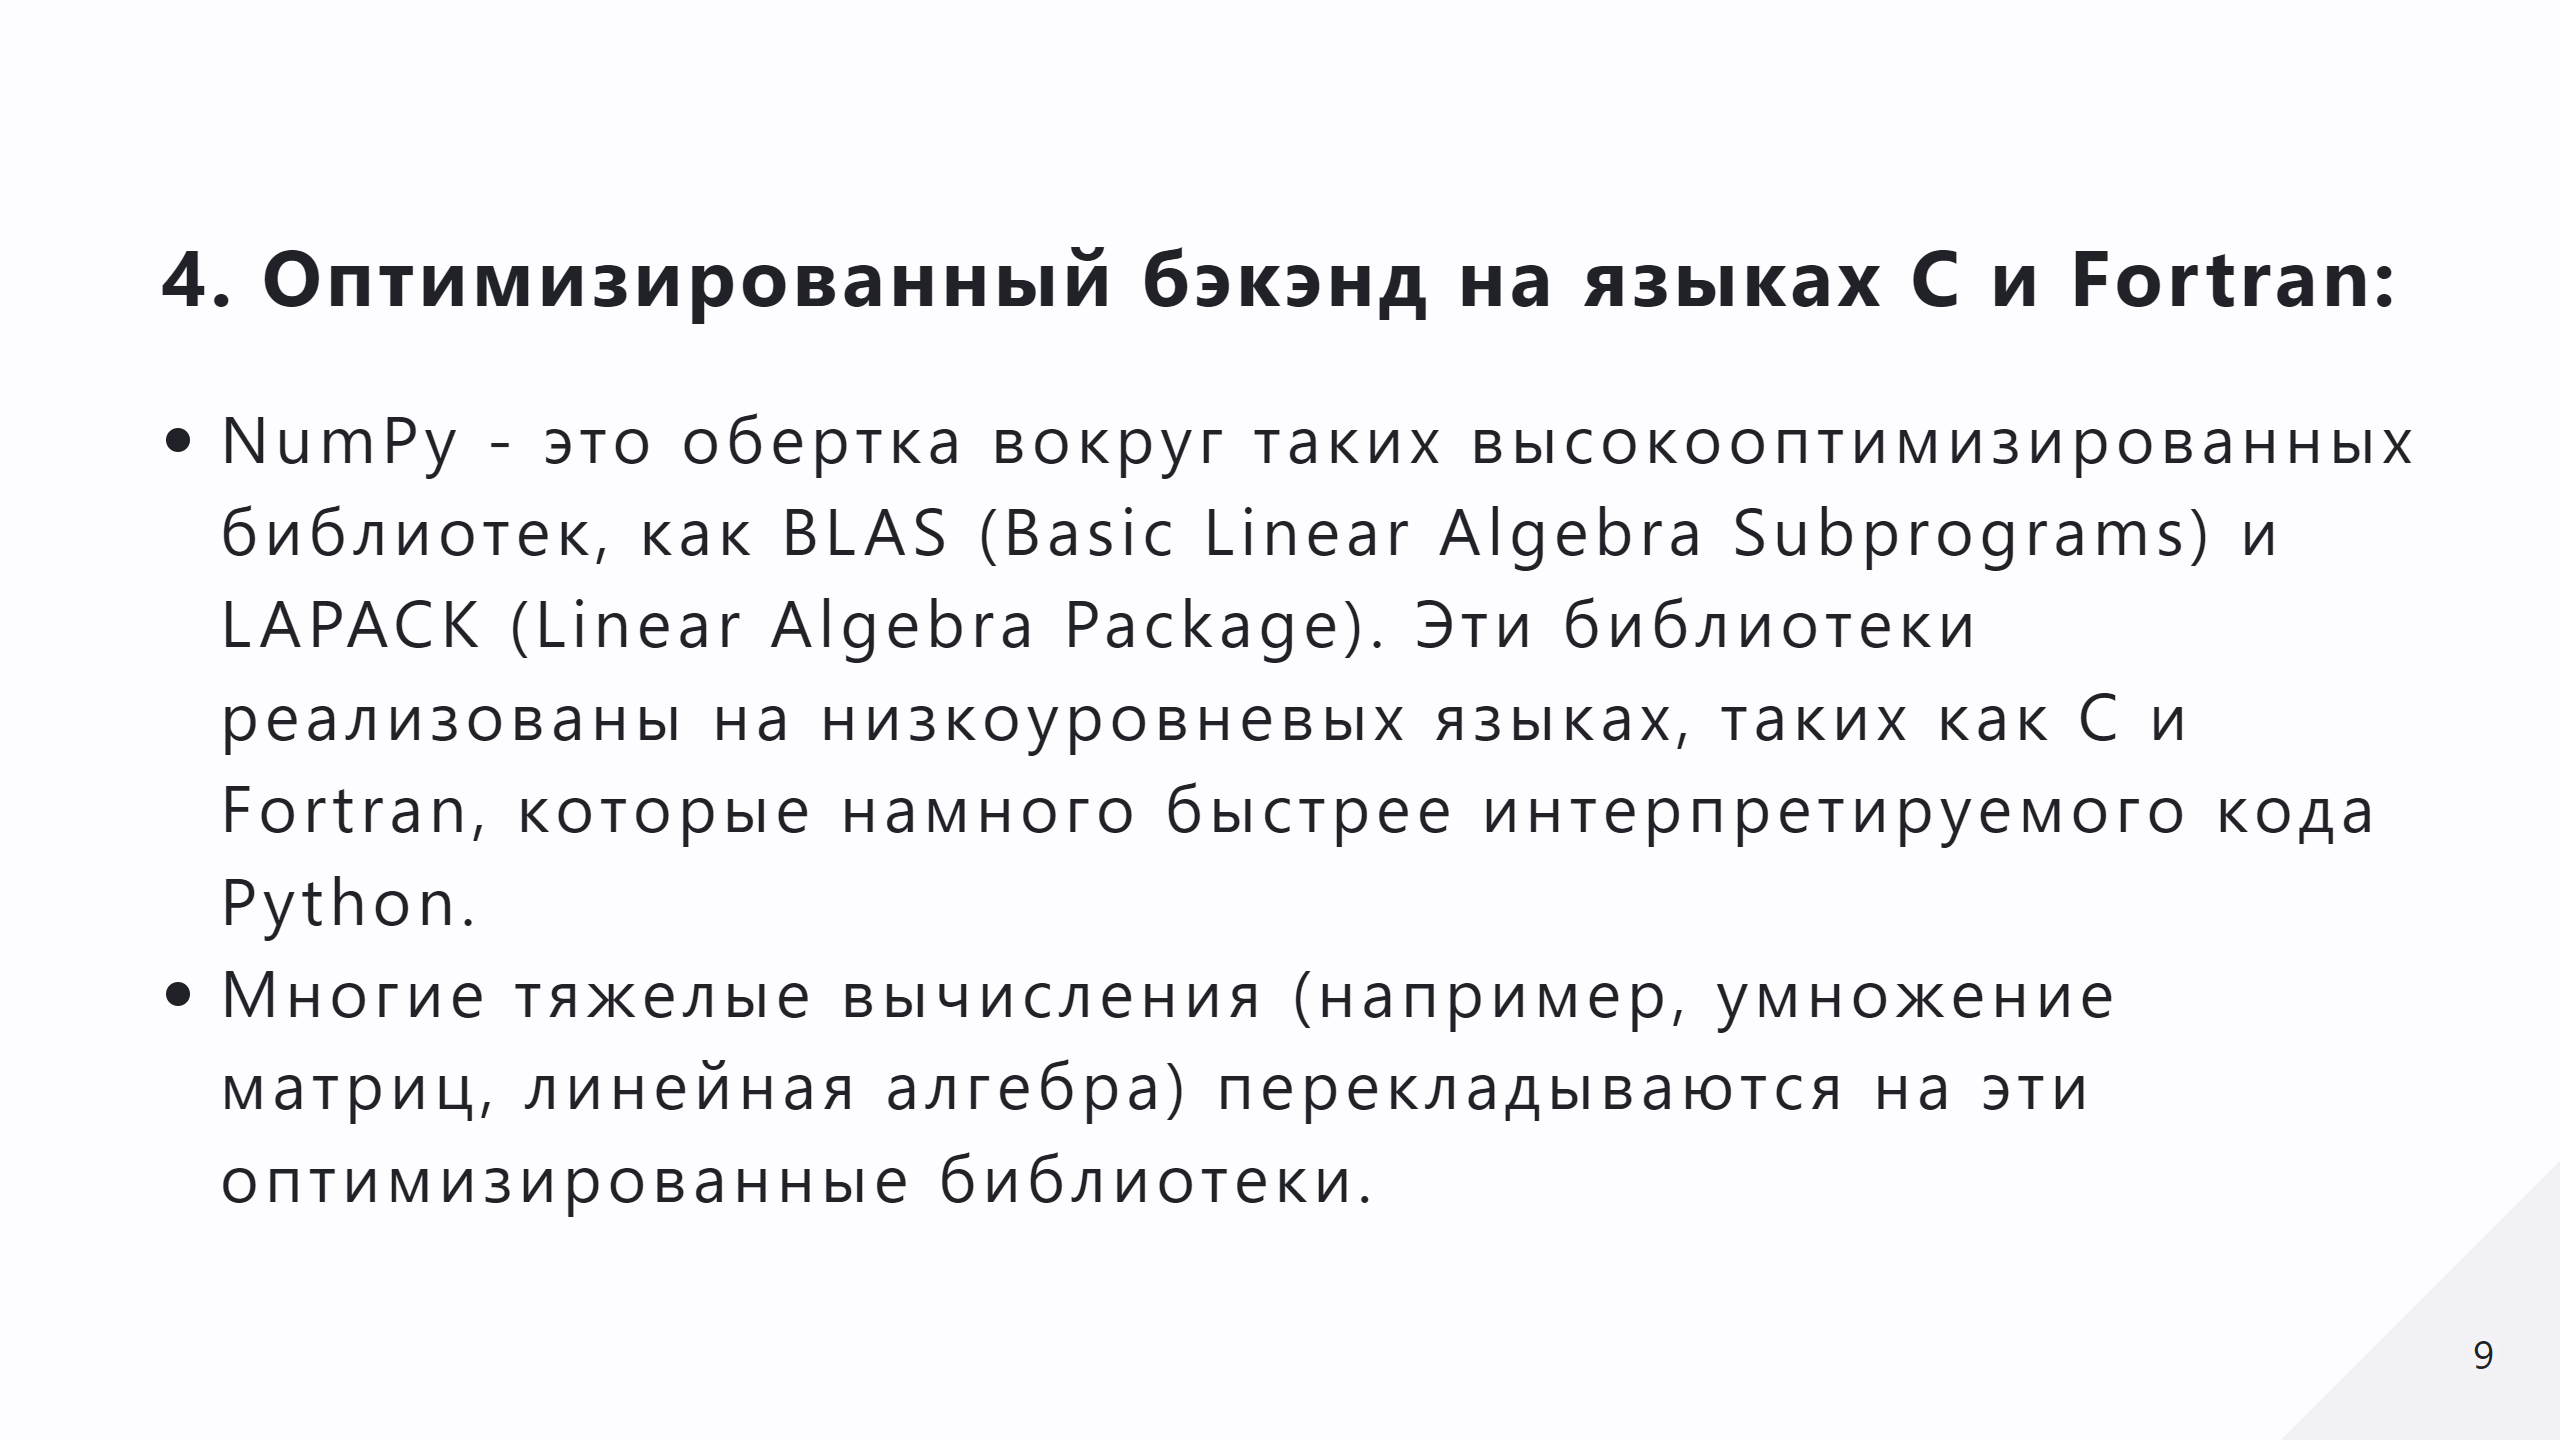 4. Оптимизированный бэкэнд на языках C и Fortran:
• NumPy - это обертка вокруг таких высокооптимизированных
библиотек, как BLAS (Basic Linear Algebra Subprograms) и
LAPACK (Linear Algebra Package). Эти библиотеки
реализованы на низкоуровневых языках, таких как C и
Fortran, которые намного быстрее интерпретируемого кода
Python.
• Многие тяжелые вычисления (например, умножение
матриц, линейная алгебра) перекладываются на эти
оптимизированные библиотеки.
9